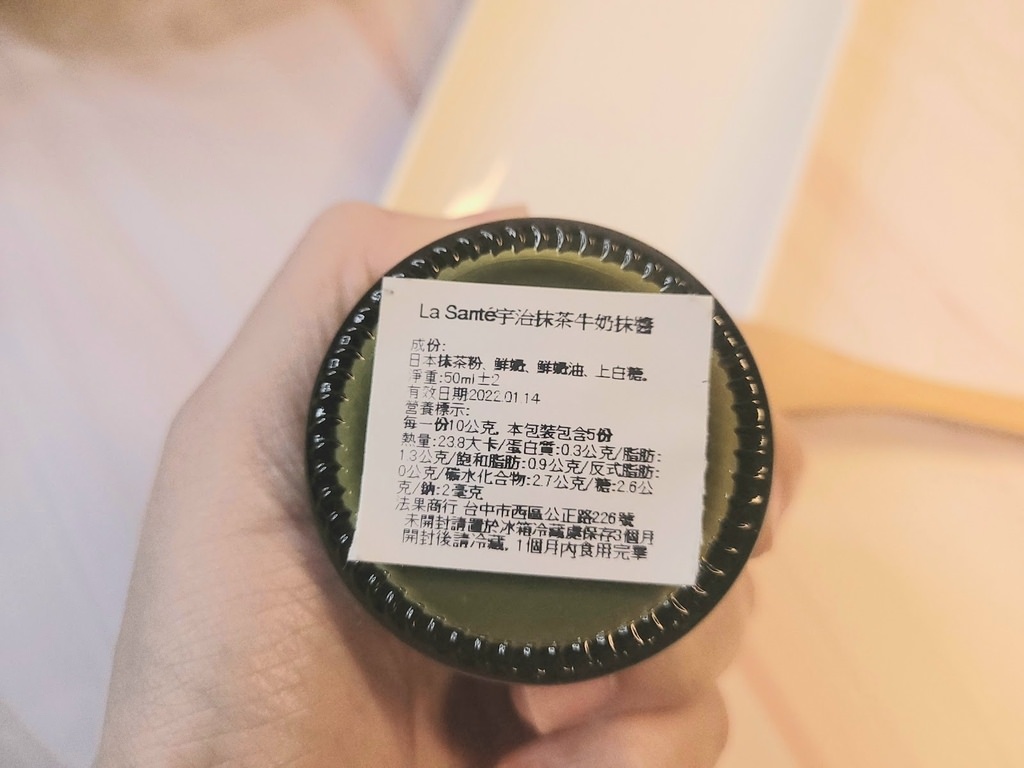 La Santé宇治抹茶牛奶抹醬
成份:
日本抹茶粉、鮮奶、鮮奶油、上白糖。
淨重:50ml±2
有效日期2022.01.14
營養標示:
每一份10公克, 本包裝包含5份
熱量:23.8大卡/蛋白質:0.3公克/脂肪:
1.3公克/飽和脂肪:0.9公克/反式脂肪:
0公克/碳水化合物:2.7公克/糖:2.6公
克/鈉:2毫克
法果商行 台中市西區公正路226號
未開封請置於冰箱冷藏處保存3個月
開封後請冷藏, 1個月內食用完畢